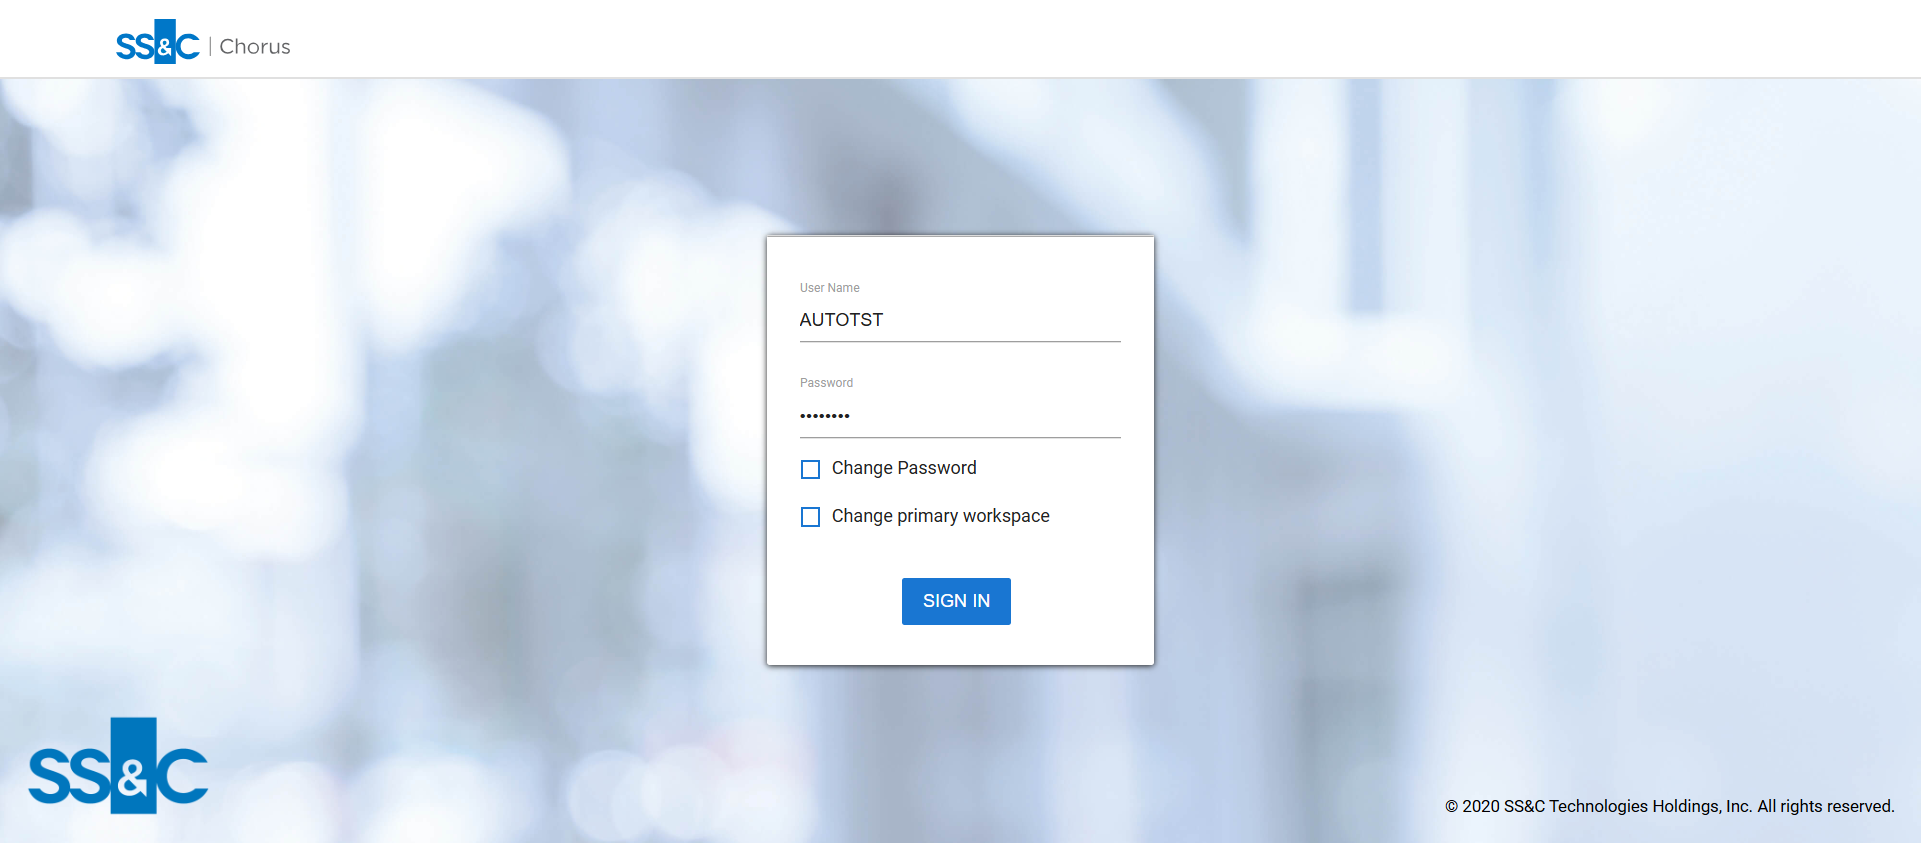 SS&C | Chorus
User Name
AUTOTST
Password
••••••••
Change Password
Change primary workspace
SIGN IN
SS&C
© 2020 SS&C Technologies Holdings, Inc. All rights reserved.